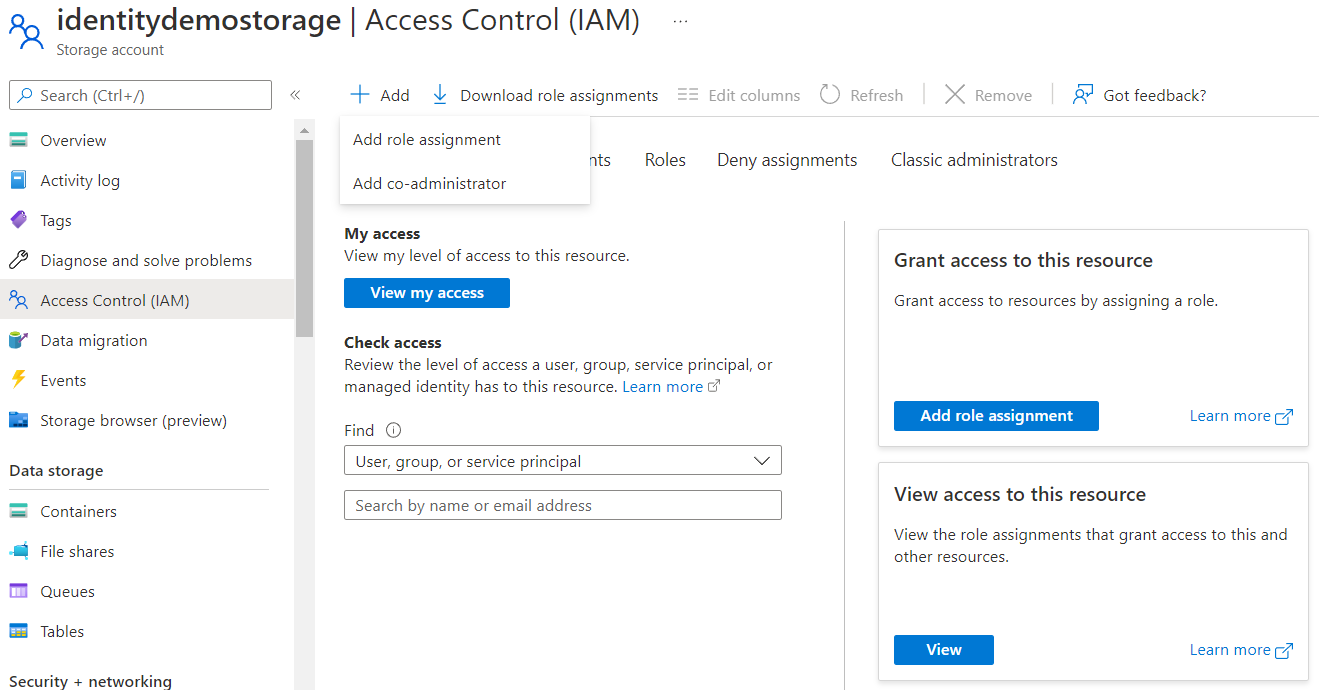 identitydemostorage | Access Control (IAM) ...
Storage account
Search (Ctrl+/)
«
Overview
Activity log
Tags
Diagnose and solve problems
Access Control (IAM)
Data migration
Events
Storage browser (preview)
Data storage
Containers
File shares
Queues
Tables
Security + networking
Add
Download role assignments
Edit columns
Refresh
Remove
Got feedback?
Add role assignment
Add co-administrator
nts
Roles
Deny assignments
Classic administrators
My access
View my level of access to this resource.
View my access
Check access
Review the level of access a user, group, service principal, or
managed identity has to this resource. Learn more
Find
User, group, or service principal
Search by name or email address
Grant access to this resource
Grant access to resources by assigning a role.
Add role assignment
Learn more
View access to this resource
View the role assignments that grant access to this and
other resources.
View
Learn more